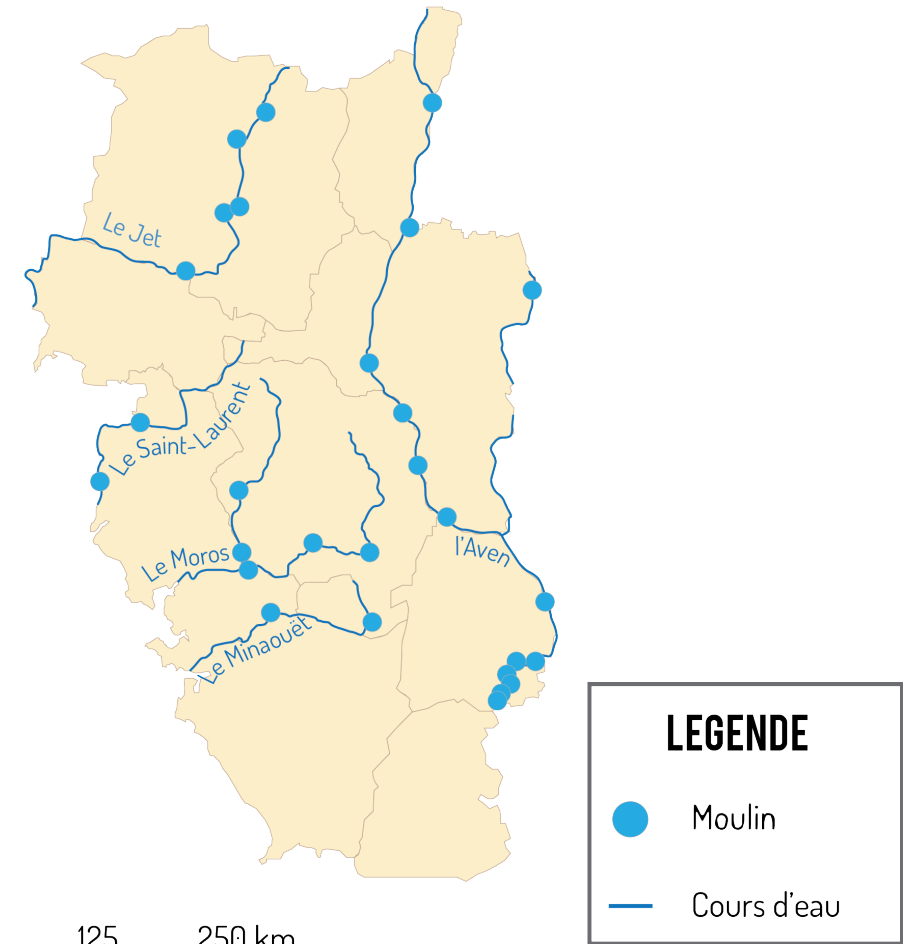 Le Jet
Le Saint-Laurent
Le Moros
l'Aven
Le Minaouët
LEGENDE
Moulin
Cours d'eau
125 250 km